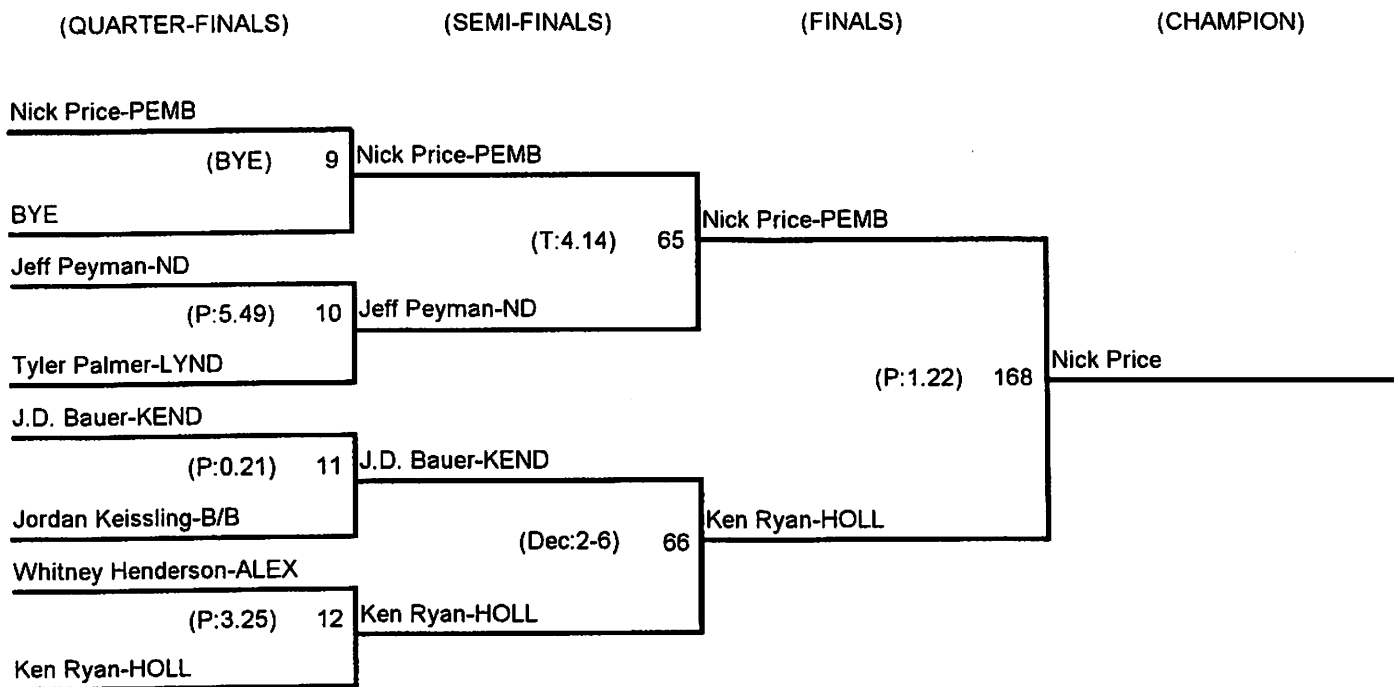 (QUARTER-FINALS) (SEMI-FINALS) (FINALS) (CHAMPION)
Nick Price-PEMB
(BYE) 9 Nick Price-PEMB
BYE
(T:4.14) 65 Nick Price-PEMB
Jeff Peyman-ND
(P:5.49) 10 Jeff Peyman-ND
Tyler Palmer-LYND
(P:1.22) 168 Nick Price
J.D. Bauer-KEND
(P:0.21) 11 J.D. Bauer-KEND
Jordan Keissling-B/B
(Dec:2-6) 66 Ken Ryan-HOLL
Whitney Henderson-ALEX
(P:3.25) 12 Ken Ryan-HOLL
Ken Ryan-HOLL